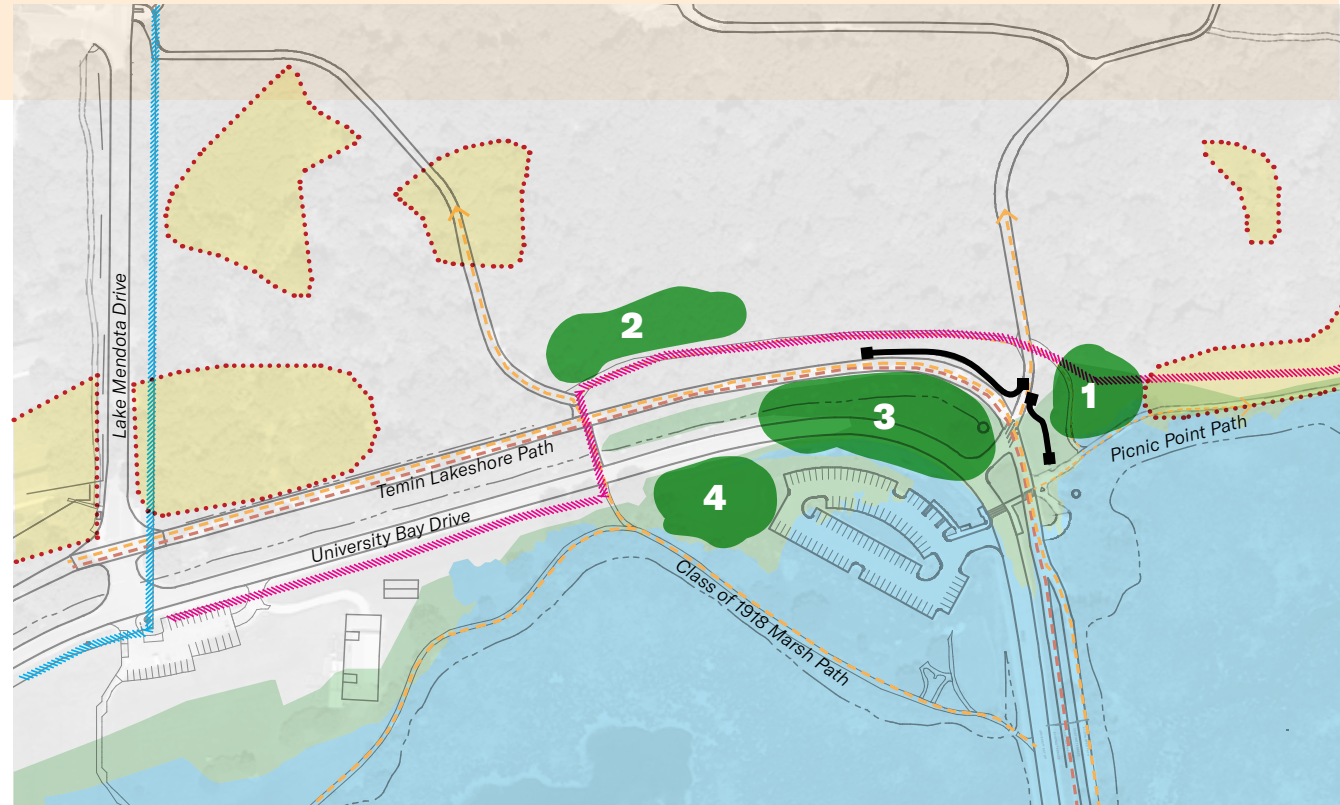 2
1
3
4
Lake Mendota Drive
Temin Lakeshore Path
University Bay Drive
Picnic Point Path
Class of 1918 Marsh Path